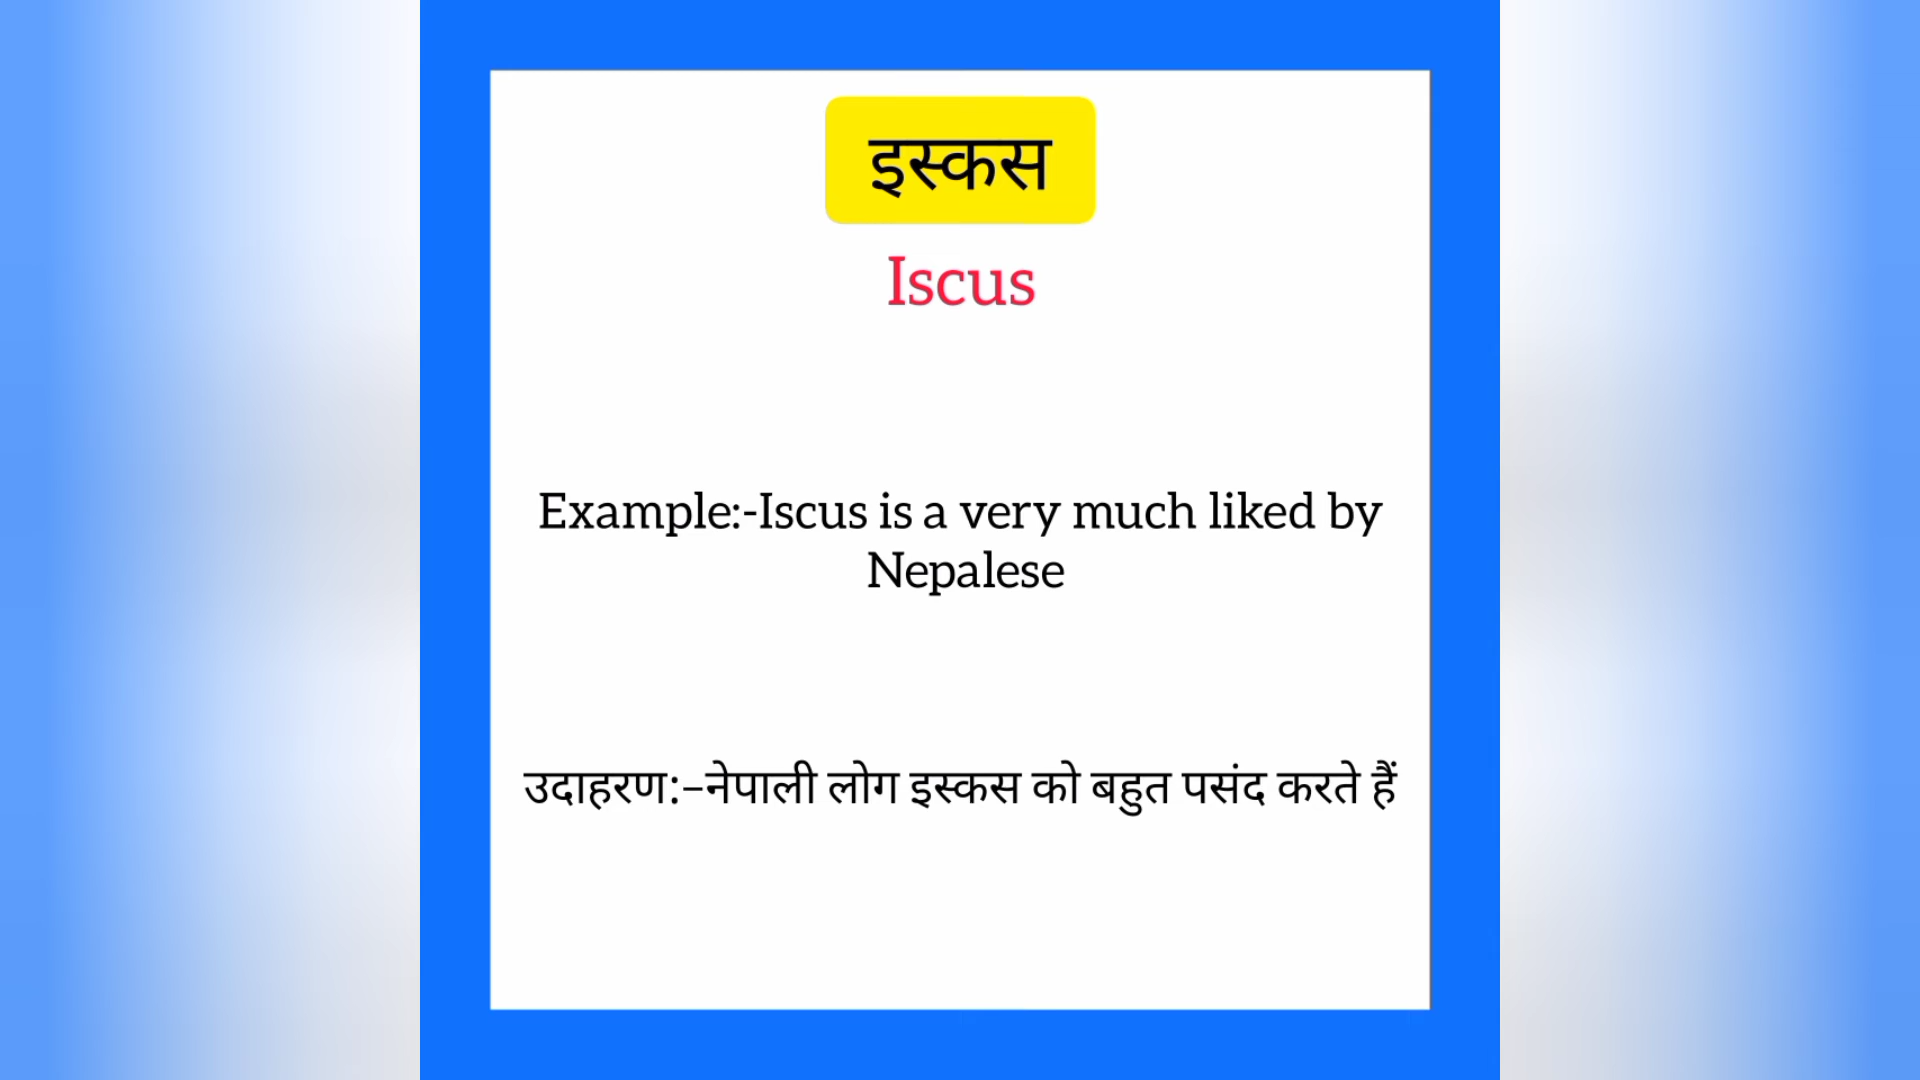 इस्कस
Iscus
Example:-Iscus is a very much liked by
Nepalese
उदाहरण:–नेपाली लोग इस्कस को बहुत पसंद करते हैं